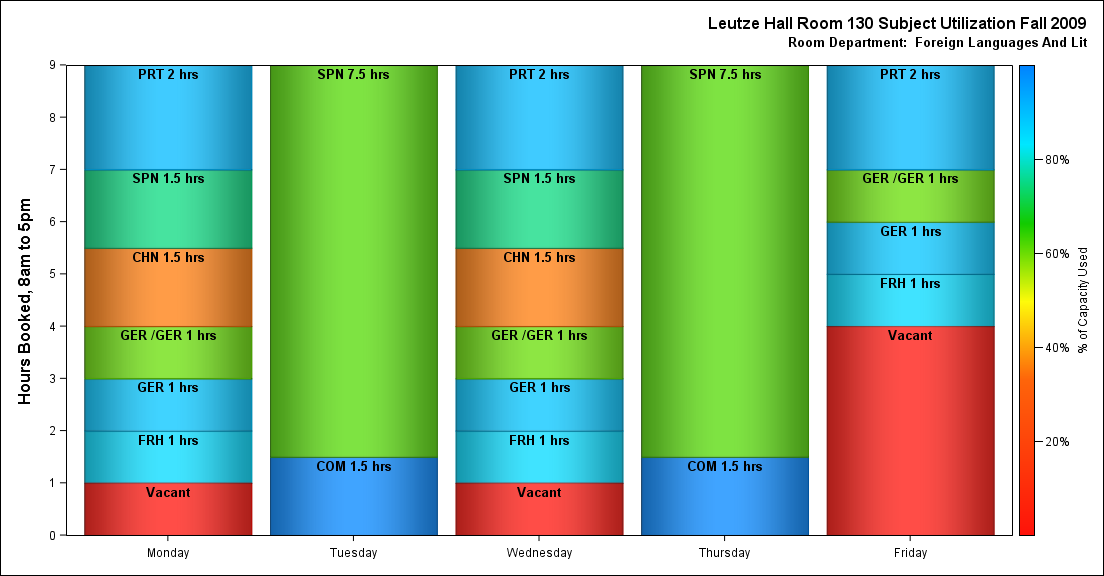 Leutze Hall Room 130 Subject Utilization Fall 2009
Room Department:  Foreign Languages And Lit
Hours Booked, 8am to 5pm
9
8
7
6
5
4
3
2
1
0
PRT 2 hrs
SPN 1.5 hrs
CHN 1.5 hrs
GER /GER 1 hrs
GER 1 hrs
FRH 1 hrs
Vacant
SPN 7.5 hrs
COM 1.5 hrs
PRT 2 hrs
SPN 1.5 hrs
CHN 1.5 hrs
GER /GER 1 hrs
GER 1 hrs
FRH 1 hrs
Vacant
SPN 7.5 hrs
COM 1.5 hrs
PRT 2 hrs
GER /GER 1 hrs
GER 1 hrs
FRH 1 hrs
Vacant
Monday
Tuesday
Wednesday
Thursday
Friday
80%
60%
40%
20%
% of Capacity Used